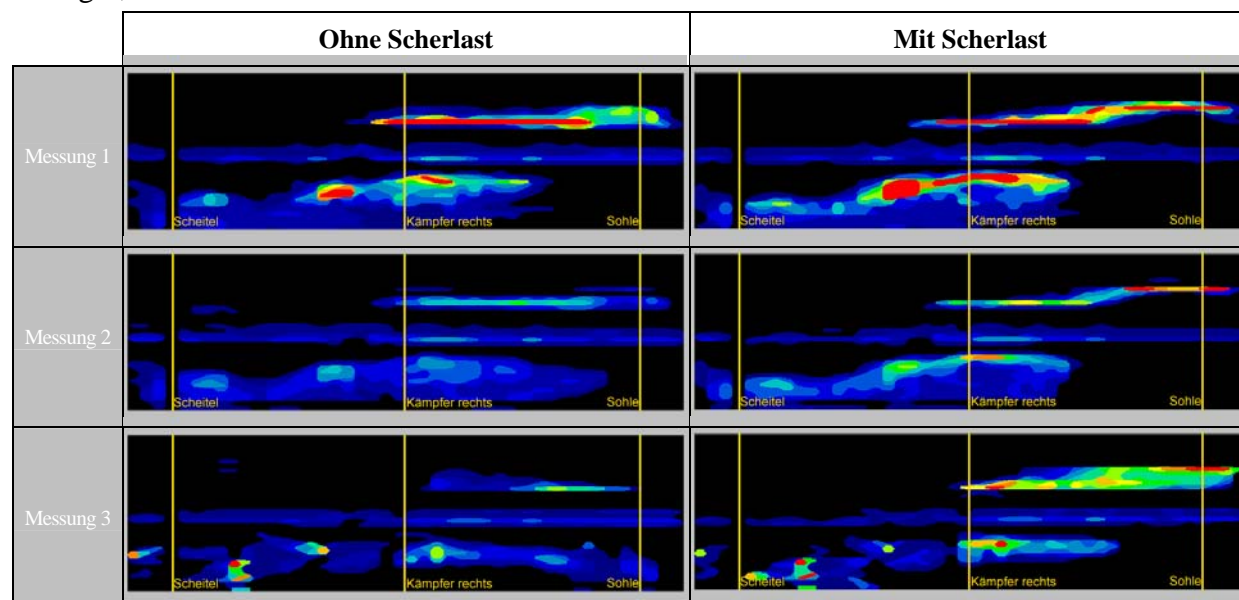 Ohne Scherlast Mit Scherlast
Messung 1
Scheitel Kämpfer rechts Sohle Scheitel Kämpfer rechts Sohle
Messung 2
Scheitel Kämpfer rechts Sohle Scheitel Kämpfer rechts Sohle
Messung 3
Scheitel Kämpfer rechts Sohle Scheitel Kämpfer rechts Sohle